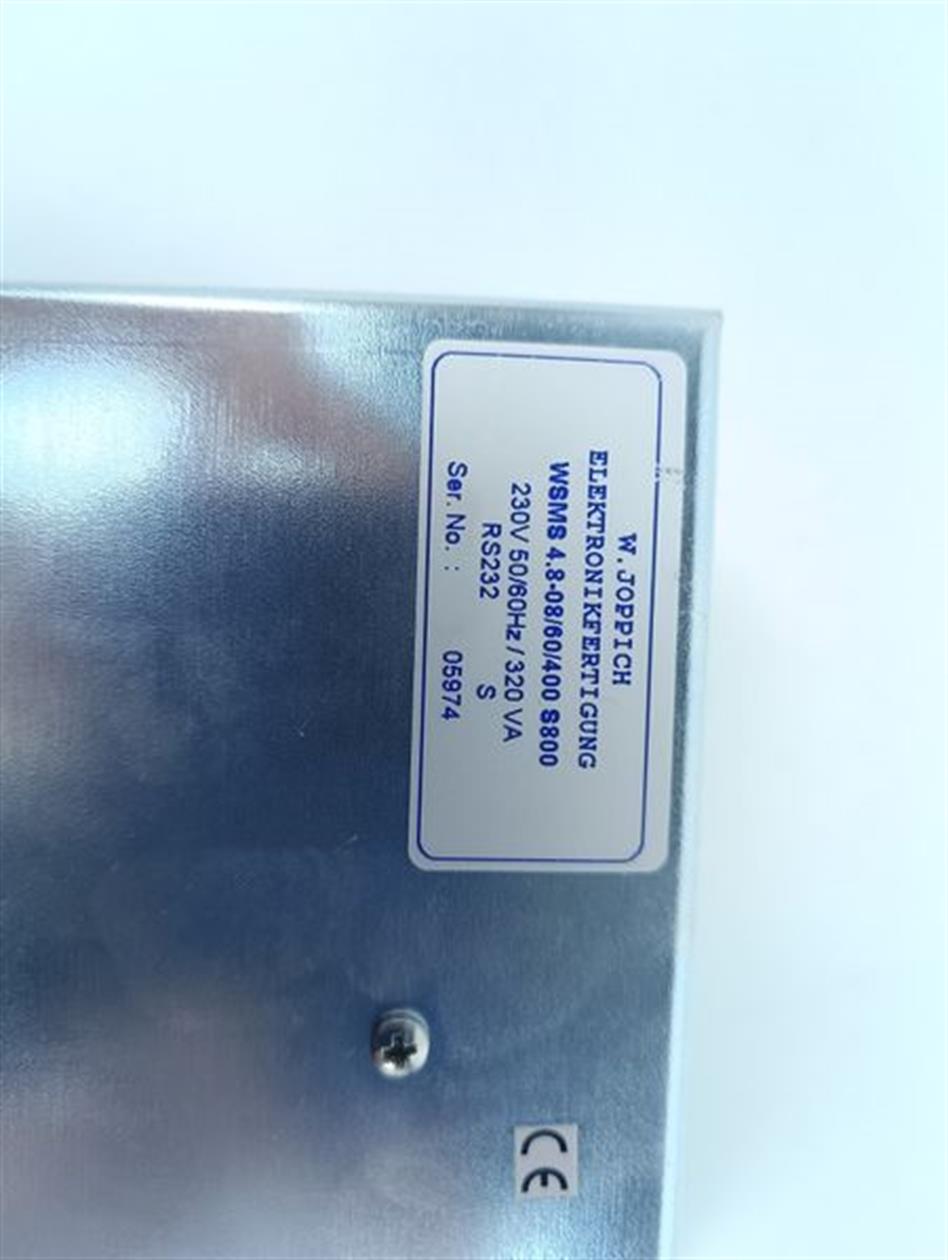 W.JOPPICH
ELEKTRONIKFERTIGUNG
WSMS 4.8-08/60/400 S800
230V 50/60Hz / 320 VA
RS232 S
Ser. No. : 05974
CE